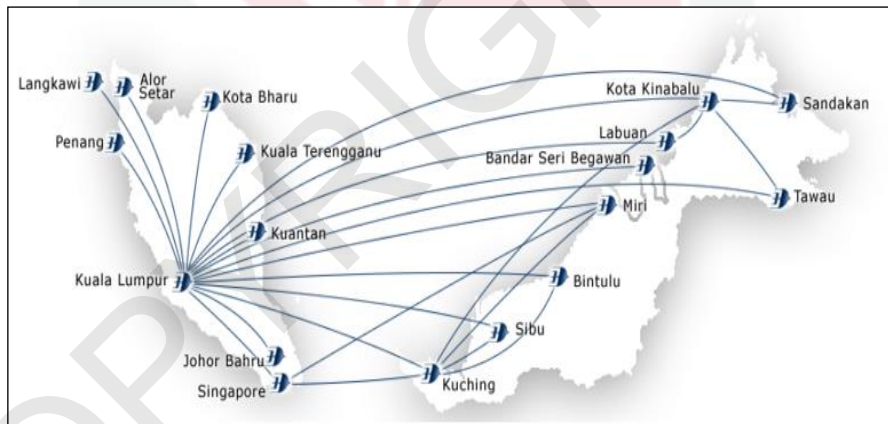 Langkawi
Alor
Setar
Kota Bharu
Kota Kinabalu
Sandakan
Penang
Kuala Terengganu
Labuan
Bandar Seri Begawan
Tawau
Miri
Kuantan
Kuala Lumpur
Bintulu
Sibu
Johor Bahru
Singapore
Kuching